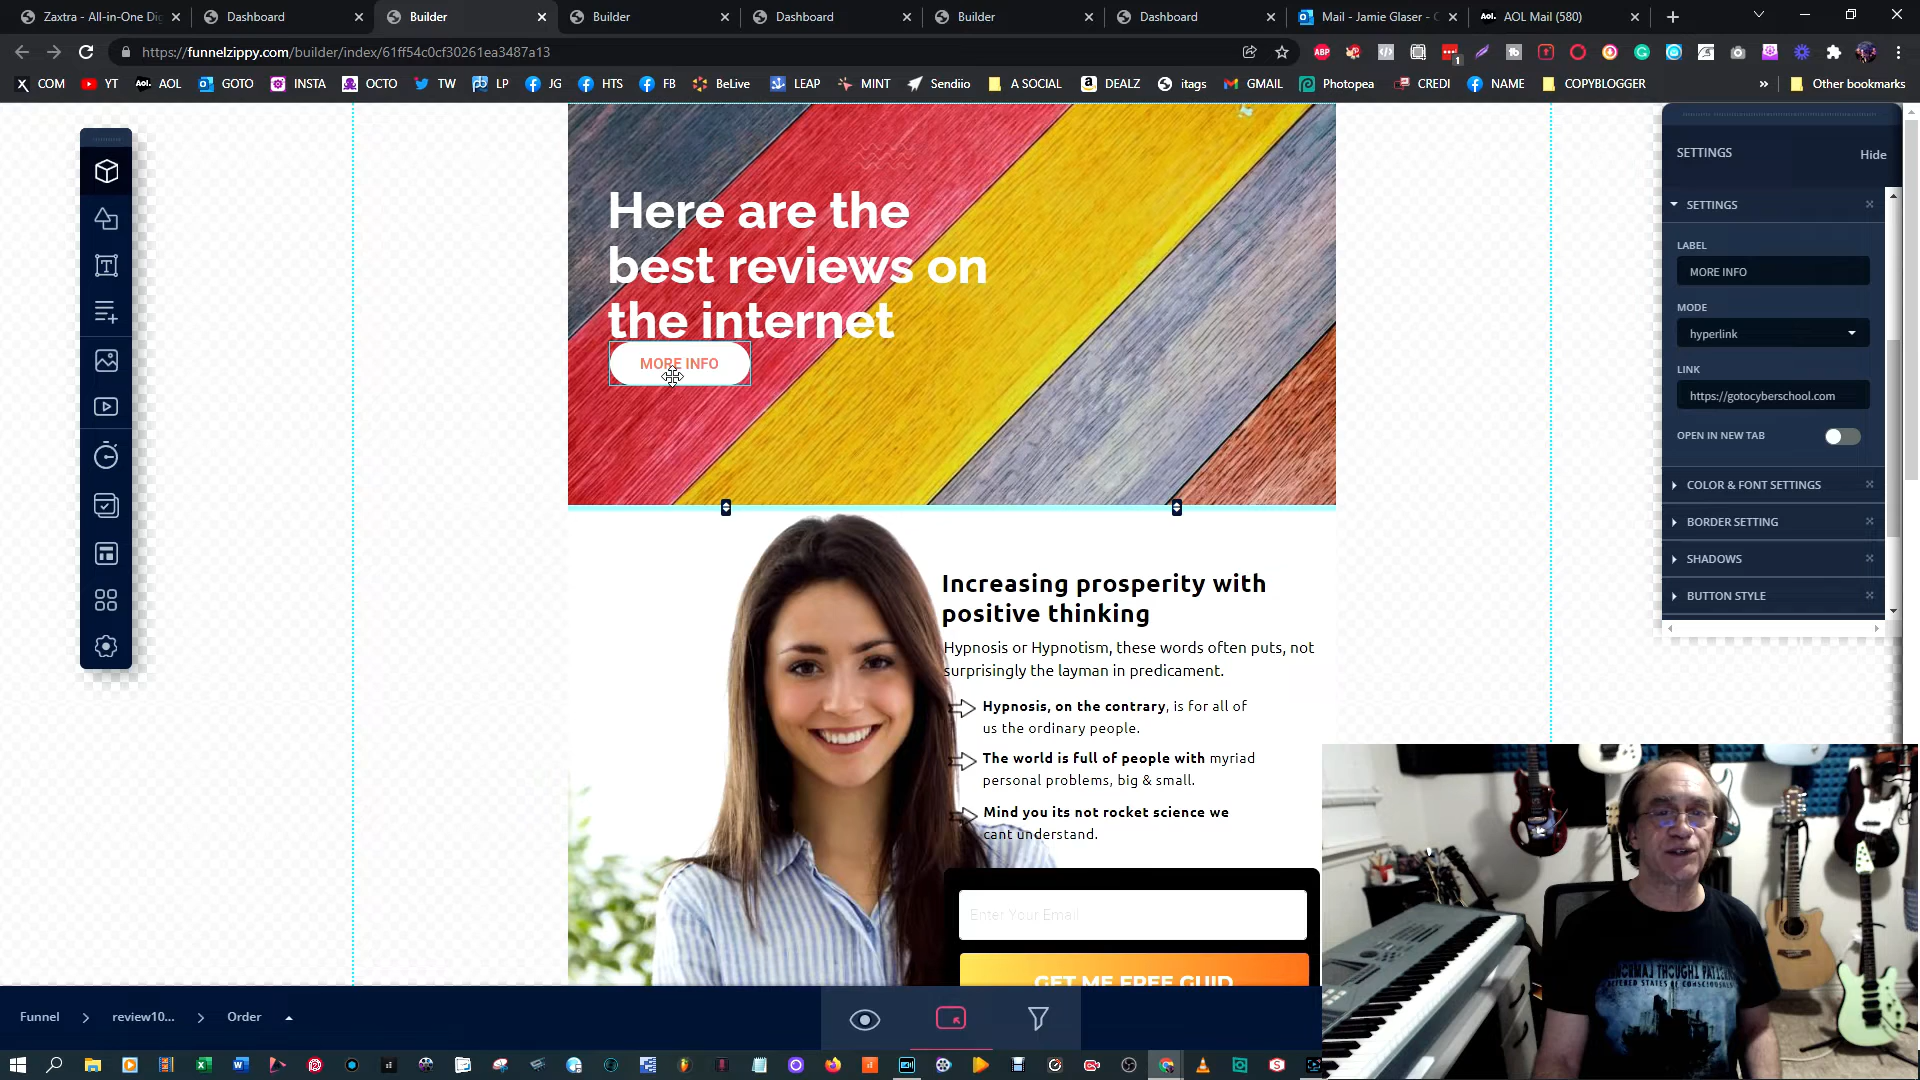 Zaxtra - All-in-One Di
Dashboard
Builder
Builder
Dashboard
Builder
Dashboard
Mail - Jamie Glaser -
AOL Mail (580)
https://funnelzippy.com/builder/index/61ff54c0cf30261ea3487a13
COM
YT
AOL
GOTO
INSTA
OCTO
TW
LP
JG
HTS
FB
BeLive
LEAP
MINT
Sendiio
A SOCIAL
DEALZ
itags
GMAIL
Photopea
CREDI
NAME
COPYBLOGGER
»
Other bookmarks
Here are the
best reviews on
the internet
MORE INFO
Increasing prosperity with
positive thinking
Hypnosis or Hypnotism, these words often puts, not
surprisingly the layman in predicament.
Hypnosis, on the contrary, is for all of
us the ordinary people.
The world is full of people with myriad
personal problems, big & small.
Mind you its not rocket science we
cant understand.
Enter Your Email
GET ME FREE GUID
SETTINGS
Hide
SETTINGS
LABEL
MORE INFO
MODE
hyperlink
LINK
https://gotocyberschool.com
OPEN IN NEW TAB
COLOR & FONT SETTINGS
BORDER SETTING
SHADOWS
BUTTON STYLE
Funnel
review10...
Order